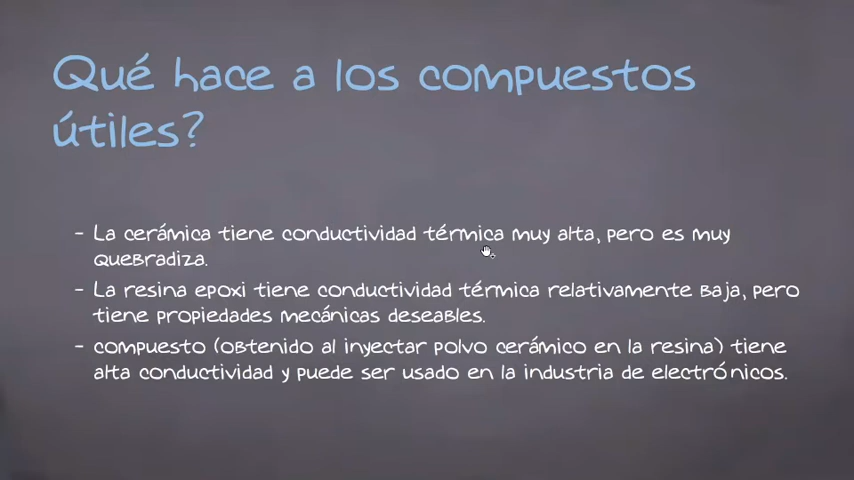 Qué hace a los compuestos
útiles?
- La cerámica tiene conductividad térmica muy alta, pero es muy
quebradiza.
- La resina epoxi tiene conductividad térmica relativamente baja, pero
tiene propiedades mecánicas deseables.
- compuesto (obtenido al inyectar polvo cerámico en la resina) tiene
alta conductividad y puede ser usado en la industria de electrónicos.